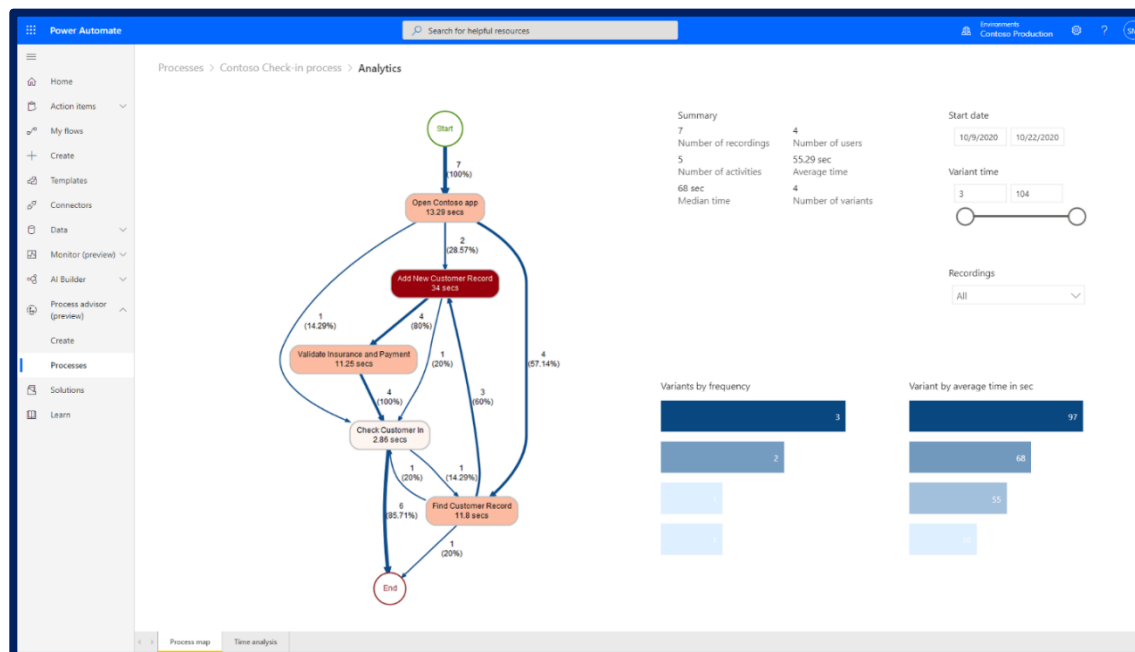 Power Automate
Search for helpful resources
Environments
Contoso Production
?
Home
Action items
My flows
Create
Templates
Connectors
Data
Monitor (preview)
AI Builder
Process advisor
(preview)
Create
Processes
Solutions
Learn
Processes > Contoso Check-in process > Analytics
Start
7
(100%)
Open Contoso app
13.29 secs
2
(28.57%)
Add New Customer Record
34 secs
1
(14.29%)
4
(80%)
1
(20%)
4
(57.14%)
Validate Insurance and Payment
11.25 secs
4
(100%)
3
(60%)
Check Customer In
2.86 secs
1
(20%)
1
(14.29%)
6
(85.71%)
Find Customer Record
11.8 secs
1
(20%)
End
Summary
7
Number of recordings
4
Number of users
5
Number of activities
55.29 sec
Average time
68 sec
Median time
4
Number of variants
Start date
10/9/2020
10/22/2020
Variant time
3
104
Recordings
All
Variants by frequency
3
2
Variant by average time in sec
97
68
55
Process map
Time analysis